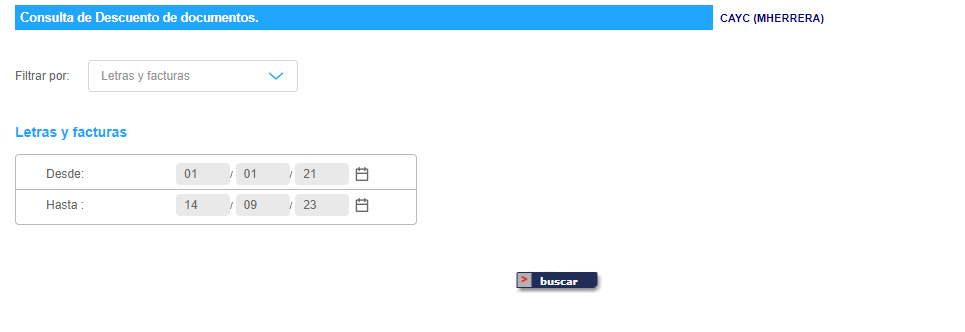 Consulta de Descuento de documentos. CAYC (MHERRERA)
Filtrar por: Letras y facturas
Letras y facturas
Desde: 01 / 01 / 21
Hasta : 14 / 09 / 23
> buscar